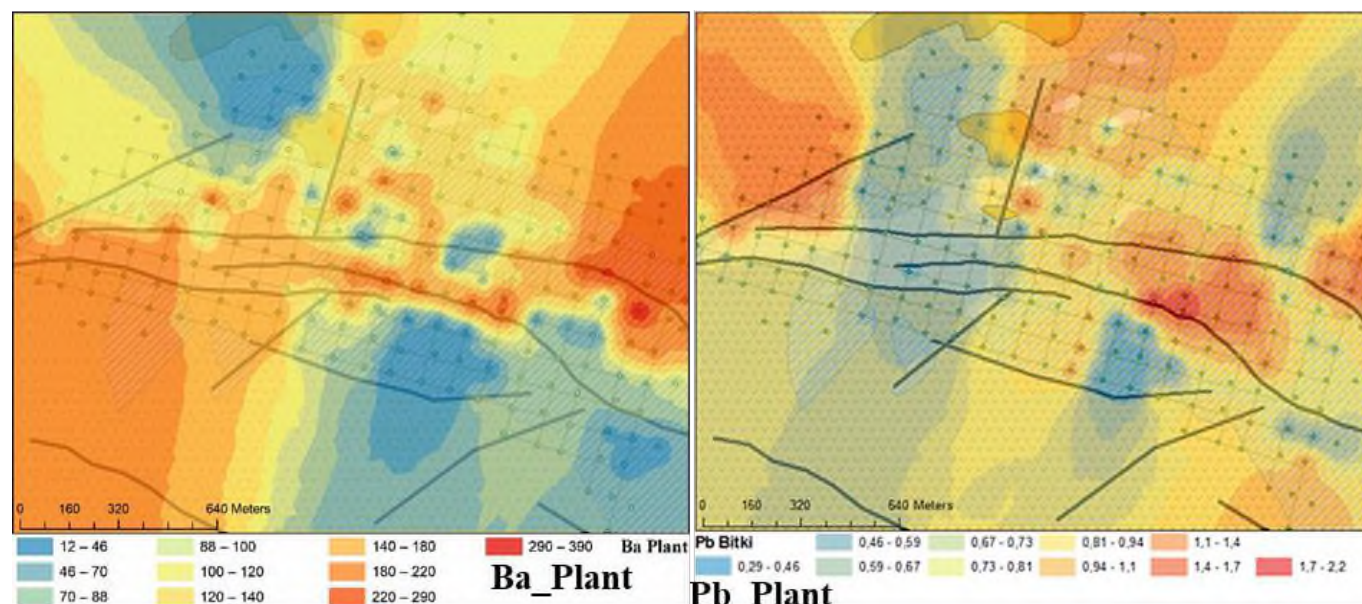 0 160 320 640 Meters
12 – 46 88 – 100 140 – 180 290 – 390 Ba Plant
46 – 70 100 – 120 180 – 220
70 – 88 120 – 140 220 – 290
Ba_Plant
0 160 320 640 Meters
Pb Bitki 0,46 - 0,59 0,67 - 0,73 0,81 - 0,94 1,1 - 1,4
0,29 - 0,46 0,59 - 0,67 0,73 - 0,81 0,94 - 1,1 1,4 - 1,7 1,7 - 2,2
Pb_Plant